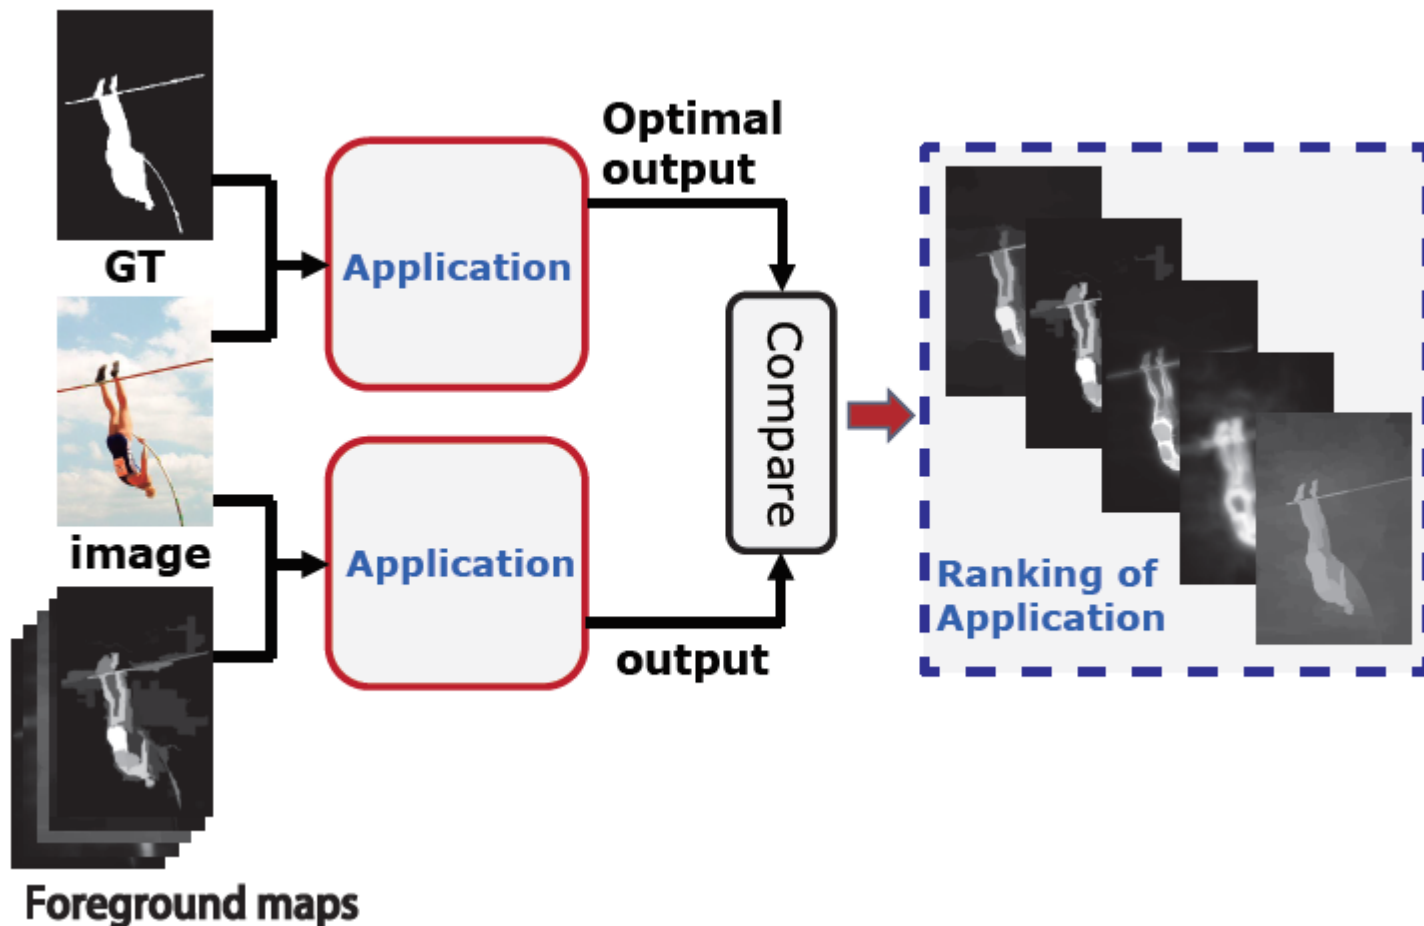 GT
image
Foreground maps
Application
Application
Optimal
output
output
Compare
Ranking of
Application